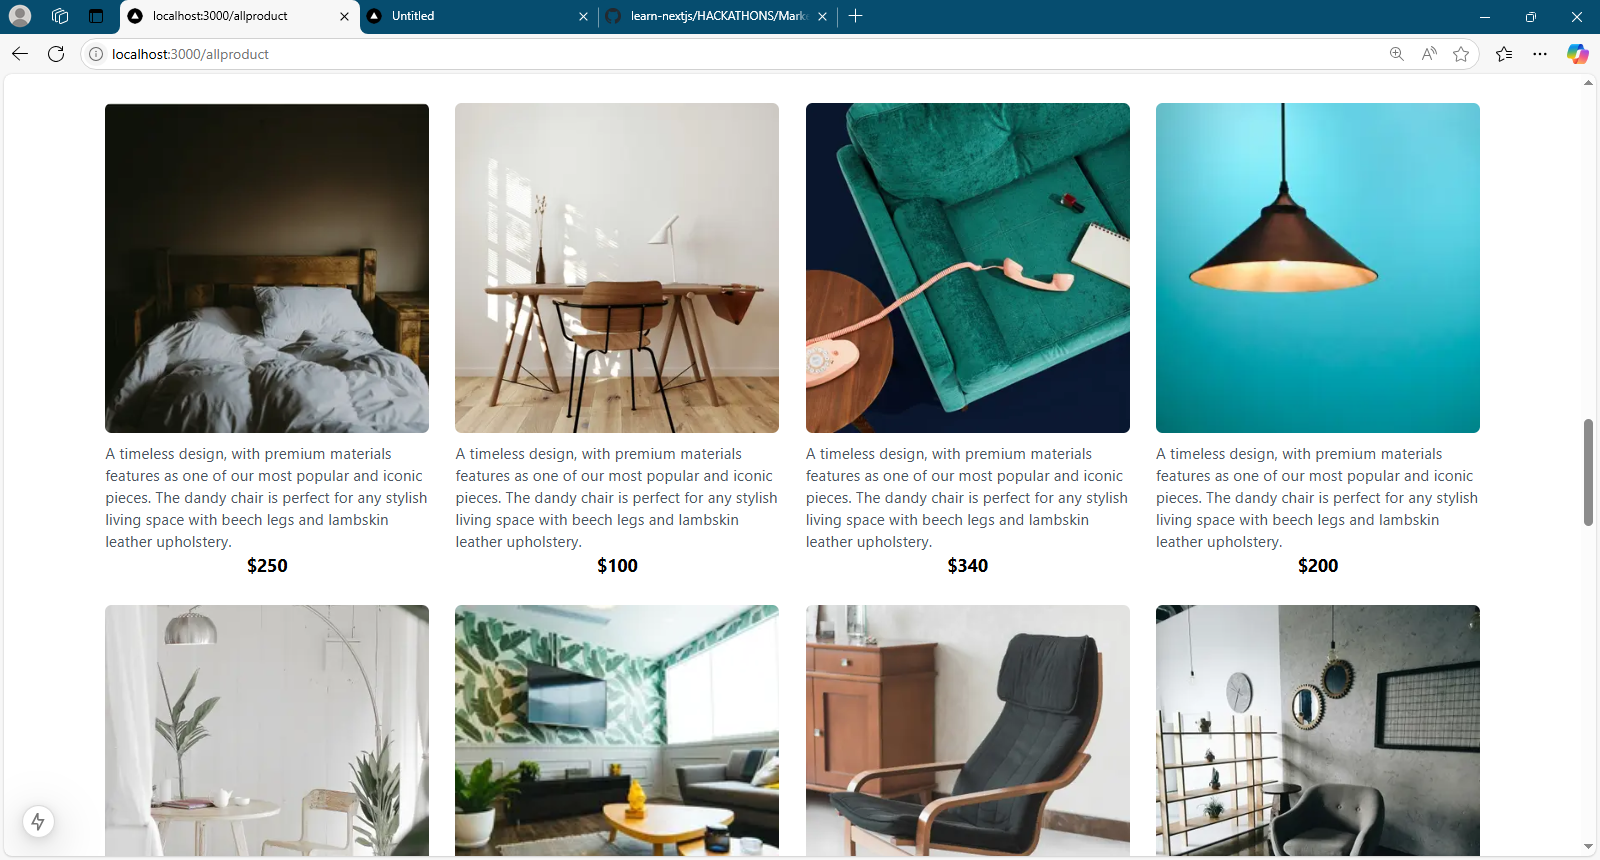 localhost:3000/allproduct
Untitled
learn-nextjs/HACKATHONS/Mark
localhost:3000/allproduct
A timeless design, with premium materials
features as one of our most popular and iconic
pieces. The dandy chair is perfect for any stylish
living space with beech legs and lambskin
leather upholstery.
$250
A timeless design, with premium materials
features as one of our most popular and iconic
pieces. The dandy chair is perfect for any stylish
living space with beech legs and lambskin
leather upholstery.
$100
A timeless design, with premium materials
features as one of our most popular and iconic
pieces. The dandy chair is perfect for any stylish
living space with beech legs and lambskin
leather upholstery.
$340
A timeless design, with premium materials
features as one of our most popular and iconic
pieces. The dandy chair is perfect for any stylish
living space with beech legs and lambskin
leather upholstery.
$200